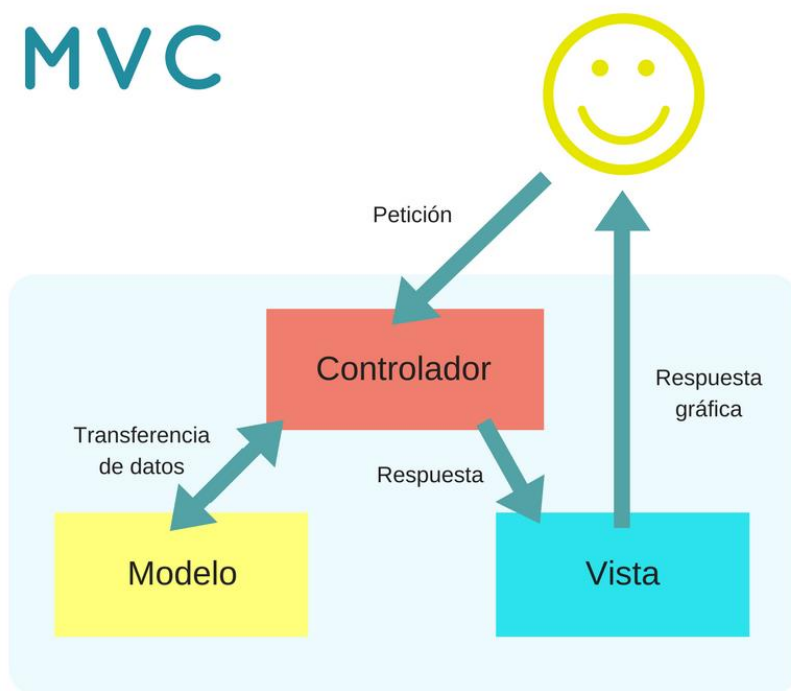 MVC
Petición
Controlador
Respuesta
gráfica
Transferencia
de datos
Respuesta
Modelo
Vista